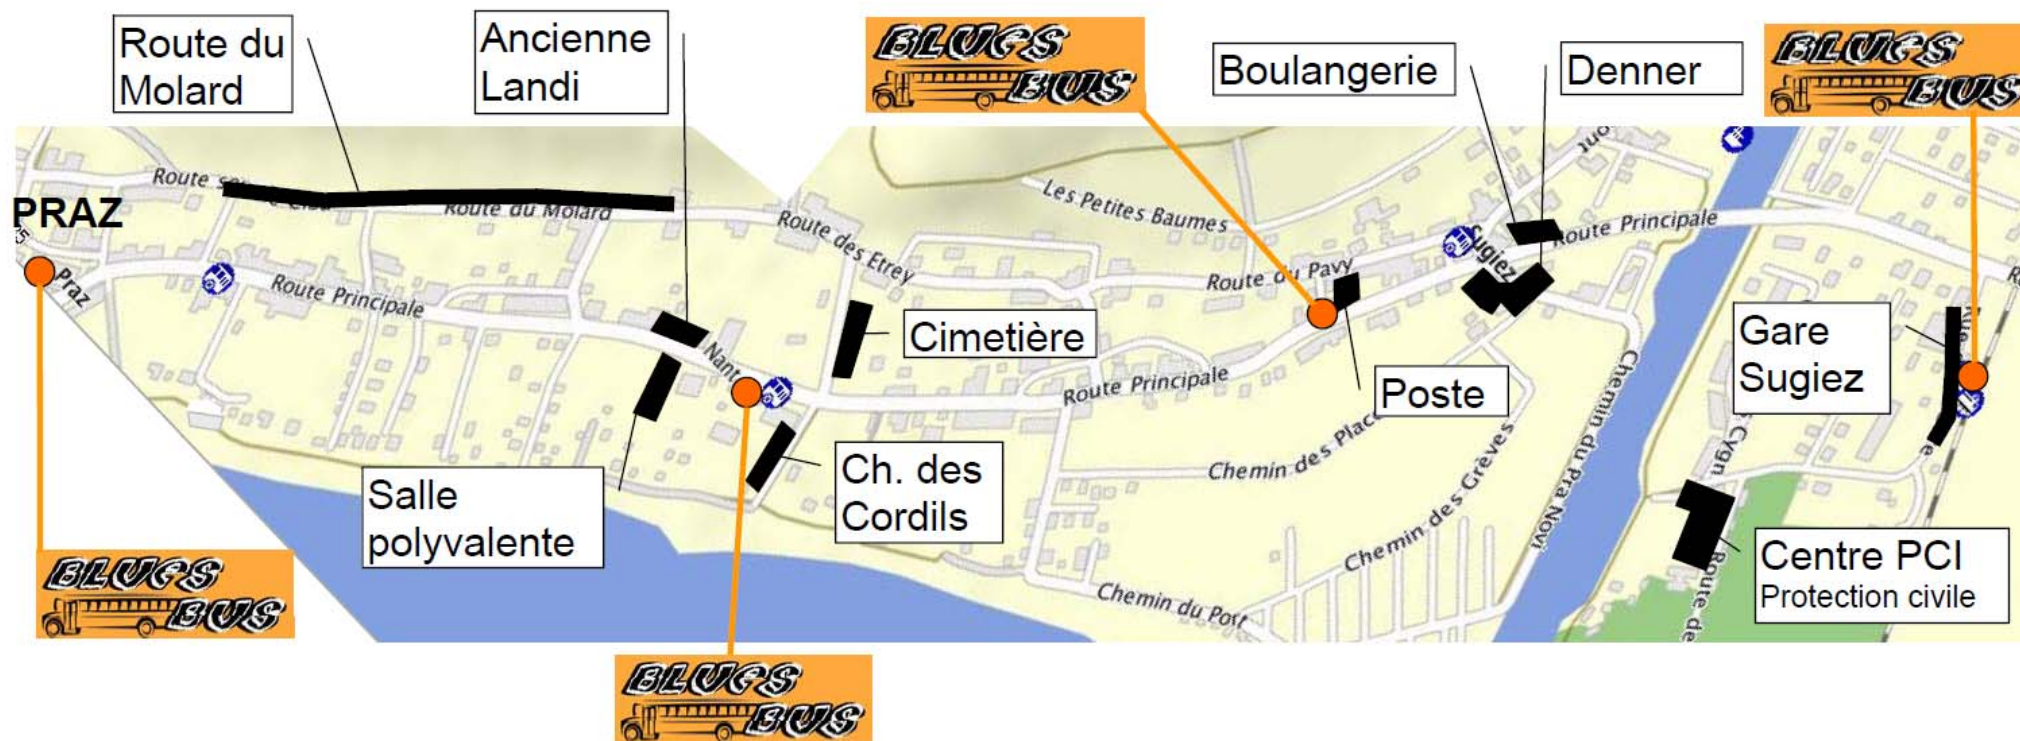 Route du
Molard
Ancienne
Landi
BLUES
BUS
Boulangerie
Denner
BLUES
BUS
PRAZ
Praz
Route du Molard
Route Principale
Route des Etrey
Les Petites Baumes
Route du Pavy
Sugiez
Route Principale
Nant
Cimetière
Route Principale
Poste
Gare
Sugiez
Salle
polyvalente
Ch. des
Cordils
Chemin des Place
Chemin des Grèves
Chemin du Pra Novi
Chemin du Port
Centre PCI
Protection civile
Route de
BLUES
BUS
BLUES
BUS